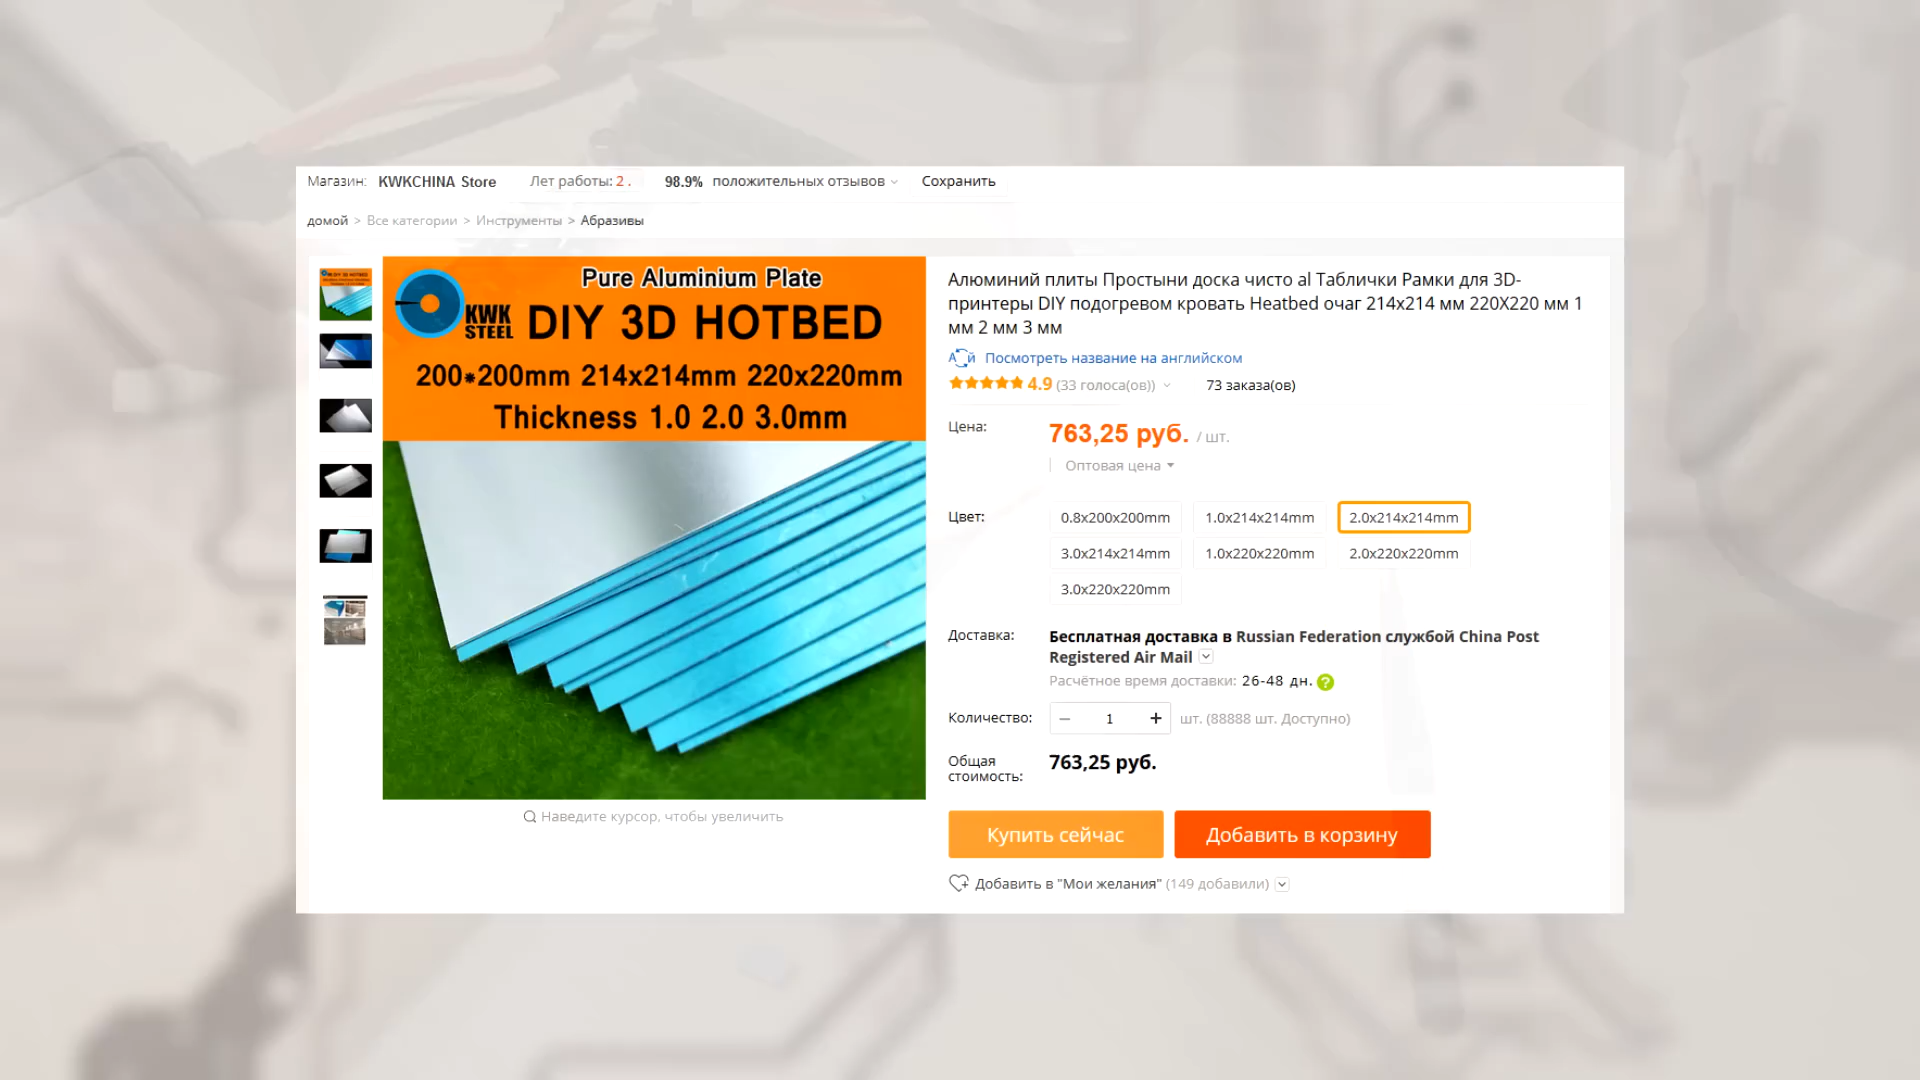 Магазин: KWKCHINA Store Лет работы: 2 . 98.9% положительных отзывов Сохранить
домой > Все категории > Инструменты > Абразивы
Pure Aluminium Plate
KWK STEEL
DIY 3D HOTBED
200*200mm 214x214mm 220x220mm
Thickness 1.0 2.0 3.0mm
Наведите курсор, чтобы увеличить
Алюминий плиты Простыни доска чисто al Таблички Рамки для 3D-
принтеры DIY подогревом кровать Heatbed очаг 214x214 мм 220X220 мм 1
мм 2 мм 3 мм
Посмотреть название на английском
4.9 (33 голоса(ов)) 73 заказа(ов)
Цена: 763,25 руб. / шт.
Оптовая цена
Цвет: 0.8x200x200mm 1.0x214x214mm 2.0x214x214mm
3.0x214x214mm 1.0x220x220mm 2.0x220x220mm
3.0x220x220mm
Доставка: Бесплатная доставка в Russian Federation службой China Post
Registered Air Mail
Расчётное время доставки: 26-48 дн. ?
Количество: − 1 + шт. (88888 шт. Доступно)
Общая
стоимость: 763,25 руб.
Купить сейчас Добавить в корзину
Добавить в "Мои желания" (149 добавили)